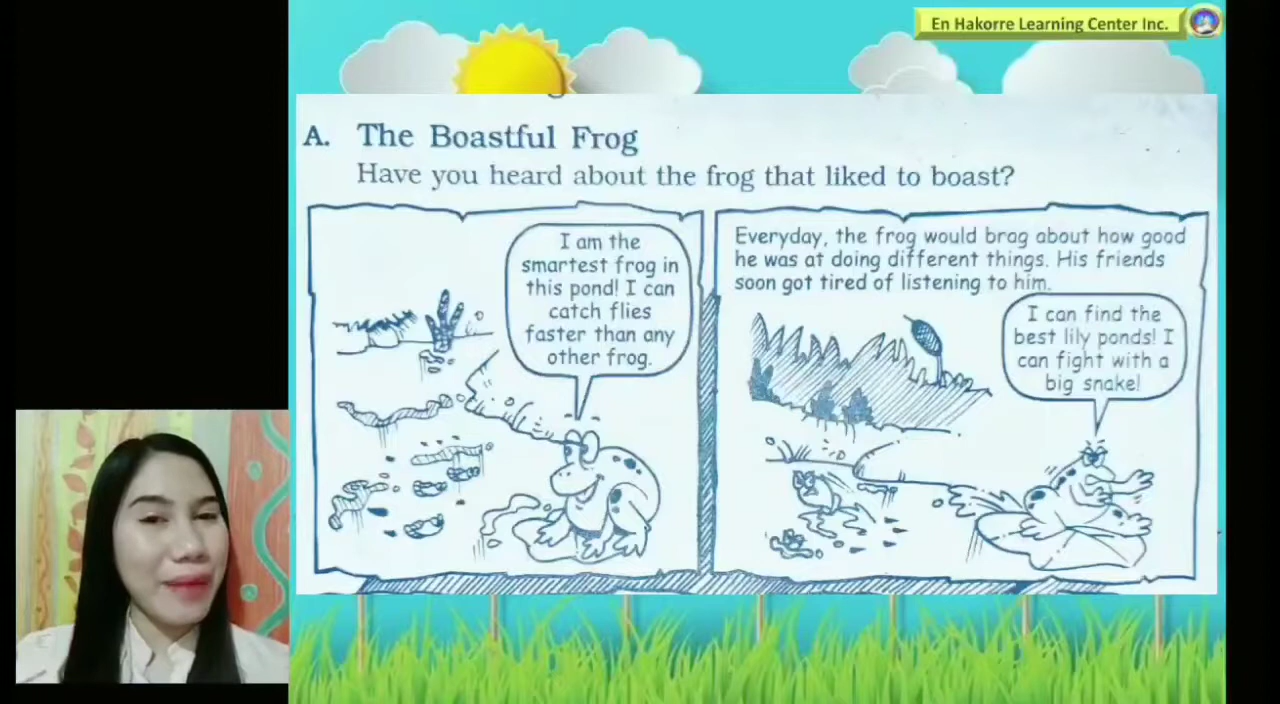 En Hakorre Learning Center Inc.
A. The Boastful Frog
Have you heard about the frog that liked to boast?
I am the
smartest frog in
this pond! I can
catch flies
faster than any
other frog.
Everyday, the frog would brag about how good
he was at doing different things. His friends
soon got tired of listening to him.
I can find the
best lily ponds! I
can fight with a
big snake!